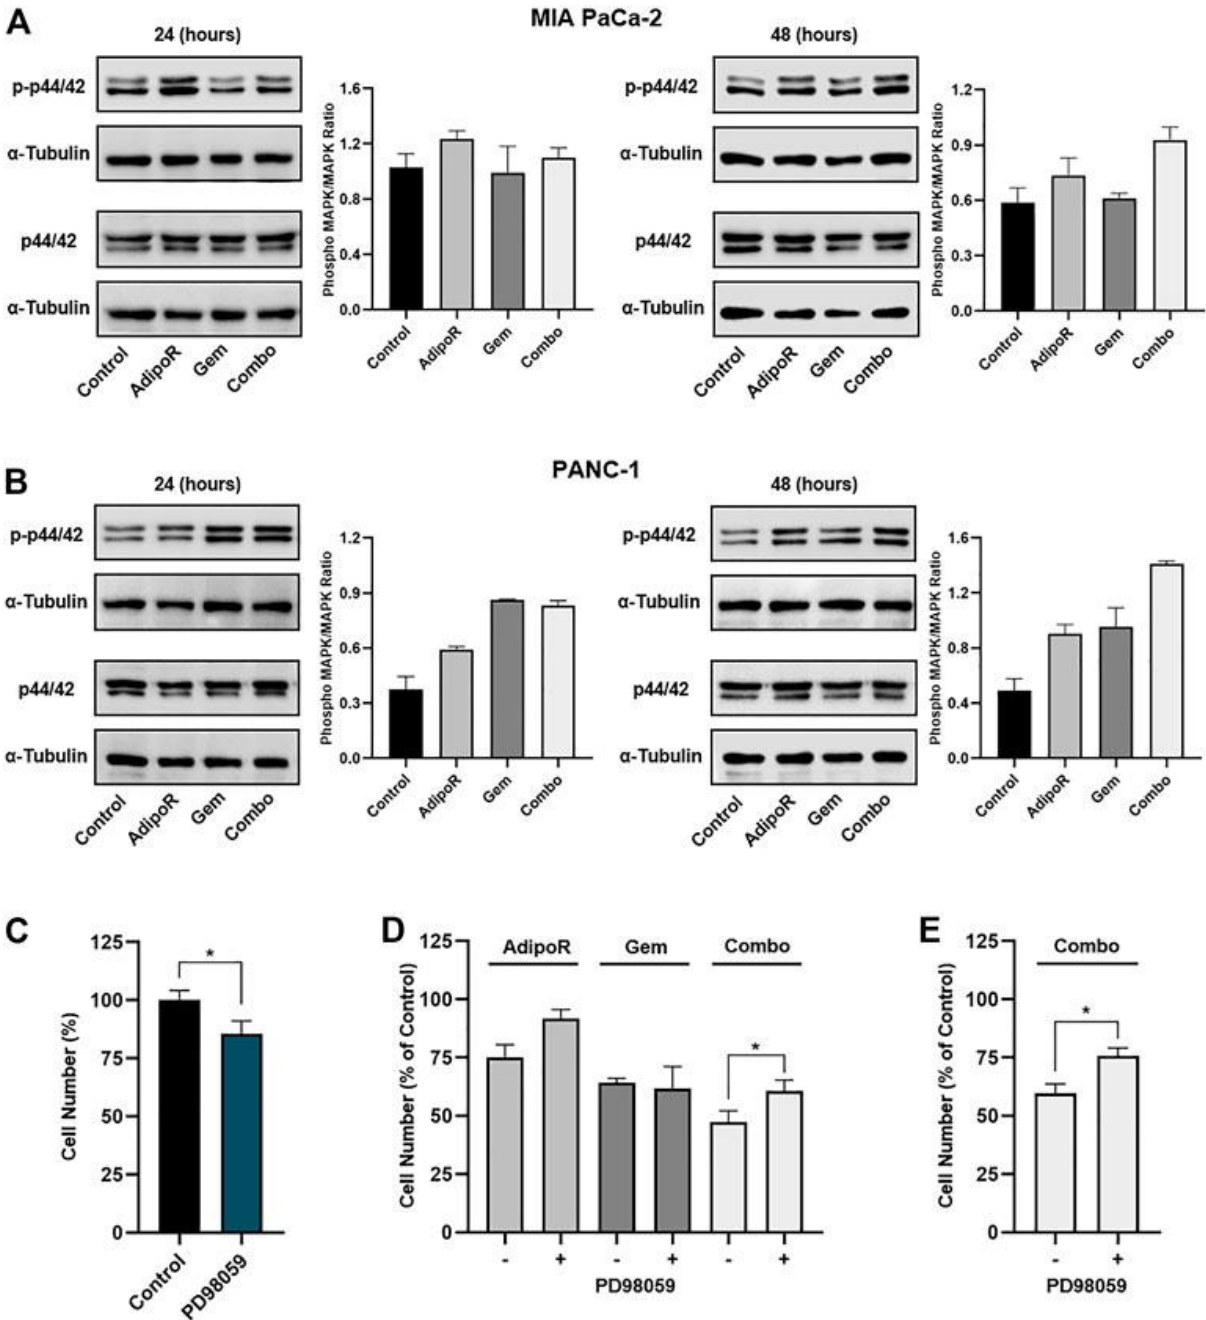 A
MIA PaCa-2
24 (hours)
p-p44/42
α-Tubulin
p44/42
α-Tubulin
Control
AdipoR
Gem
Combo
Phospho MAPK/MAPK Ratio
1.6
1.2
0.8
0.4
0.0
Control
AdipoR
Gem
Combo
48 (hours)
p-p44/42
α-Tubulin
p44/42
α-Tubulin
Control
AdipoR
Gem
Combo
Phospho MAPK/MAPK Ratio
1.2
0.9
0.6
0.3
0.0
Control
AdipoR
Gem
Combo
B
PANC-1
24 (hours)
p-p44/42
α-Tubulin
p44/42
α-Tubulin
Control
AdipoR
Gem
Combo
Phospho MAPK/MAPK Ratio
1.2
0.9
0.6
0.3
0.0
Control
AdipoR
Gem
Combo
48 (hours)
p-p44/42
α-Tubulin
p44/42
α-Tubulin
Control
AdipoR
Gem
Combo
Phospho MAPK/MAPK Ratio
1.6
1.2
0.8
0.4
0.0
Control
AdipoR
Gem
Combo
C
Cell Number (%)
125
100
75
50
25
0
*
Control
PD98059
D
Cell Number (% of Control)
125
100
75
50
25
0
AdipoR
Gem
Combo
*
- + - + - +
PD98059
E
Cell Number (% of Control)
125
100
75
50
25
0
Combo
*
- +
PD98059